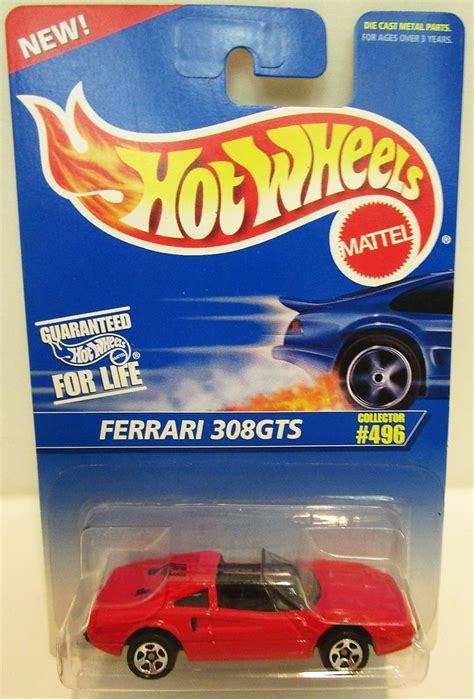 NEW!
DIE CAST METAL PARTS.
FOR AGES OVER 3 YEARS.
HOT WHEELS
MATTEL
®
GUARANTEED
Hot Wheels
®
FOR LIFE
FERRARI 308GTS
COLLECTOR
#496